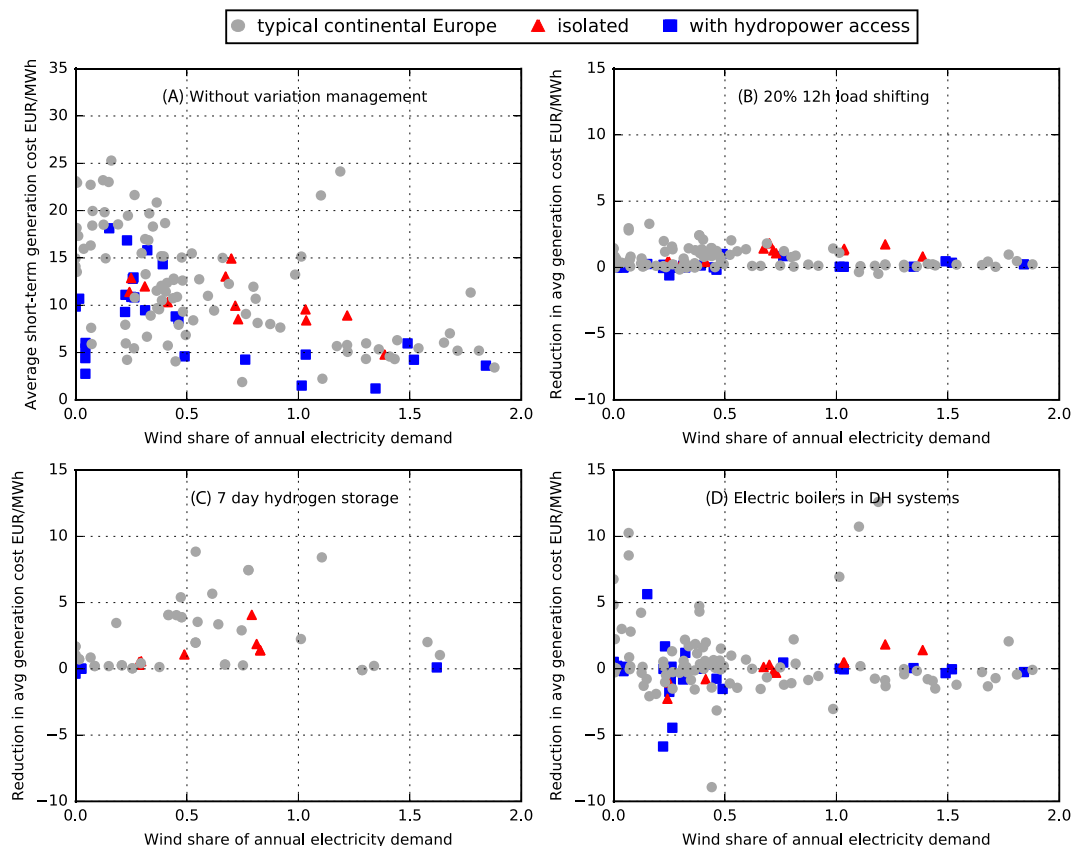 typical continental Europe isolated with hydropower access
(A) Without variation management
Average short-term generation cost EUR/MWh
35
30
25
20
15
10
5
0
0.0 0.5 1.0 1.5 2.0
Wind share of annual electricity demand
(B) 20% 12h load shifting
Reduction in avg generation cost EUR/MWh
15
10
5
0
−5
−10
0.0 0.5 1.0 1.5 2.0
Wind share of annual electricity demand
(C) 7 day hydrogen storage
Reduction in avg generation cost EUR/MWh
15
10
5
0
−5
−10
0.0 0.5 1.0 1.5 2.0
Wind share of annual electricity demand
(D) Electric boilers in DH systems
Reduction in avg generation cost EUR/MWh
15
10
5
0
−5
−10
0.0 0.5 1.0 1.5 2.0
Wind share of annual electricity demand